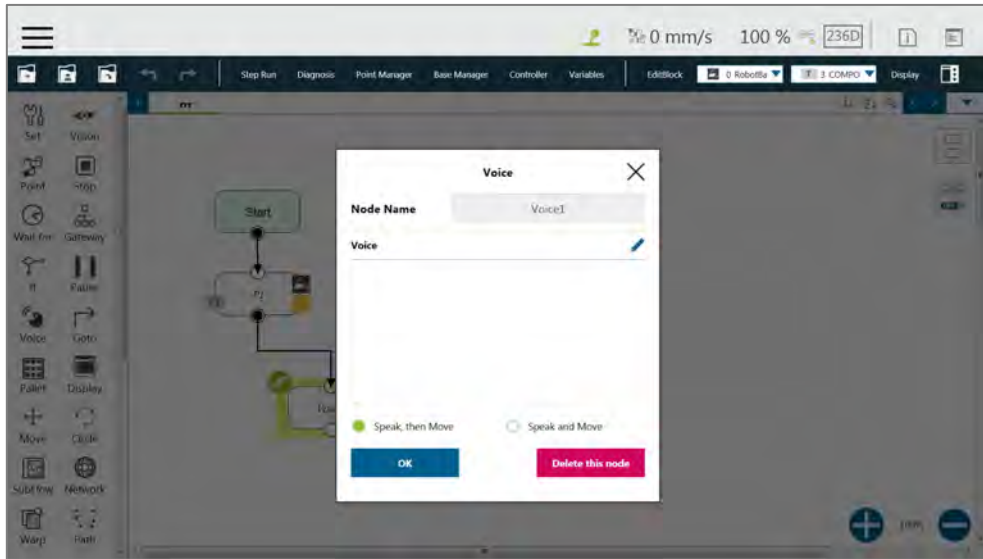 0 mm/s 100 % 236D
Step Run Diagnosis Point Manager Base Manager Controller Variables EditBlock 0 RobotBa 3 COMPO Display
Set Vision
Point Stop
Wait for Gateway
If Pause
Voice Goto
Pallet Display
Move Circle
SubFlow Network
Warp Path
Start
P1
Voice
Node Name Voice1
Voice
Speak, then Move Speak and Move
OK Delete this node